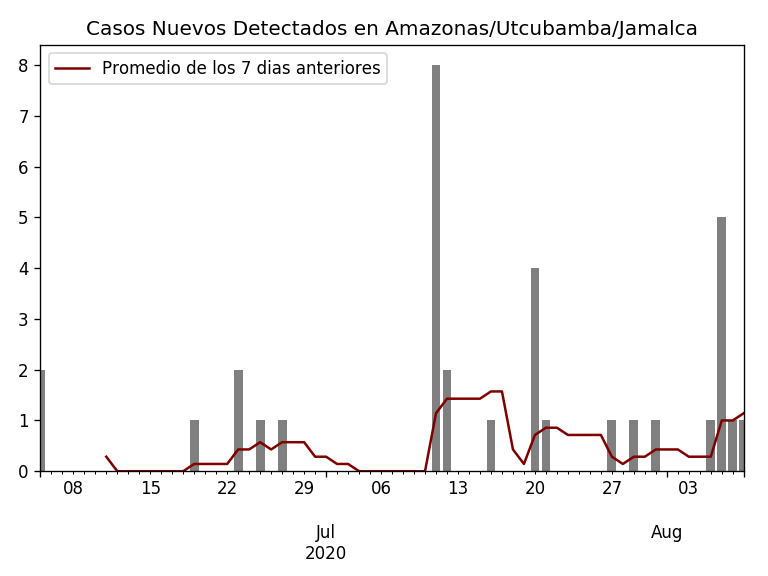 Casos Nuevos Detectados en Amazonas/Utcubamba/Jamalca
Promedio de los 7 dias anteriores
8
7
6
5
4
3
2
1
0
08 15 22 29 06 13 20 27 03
Jul Aug
2020